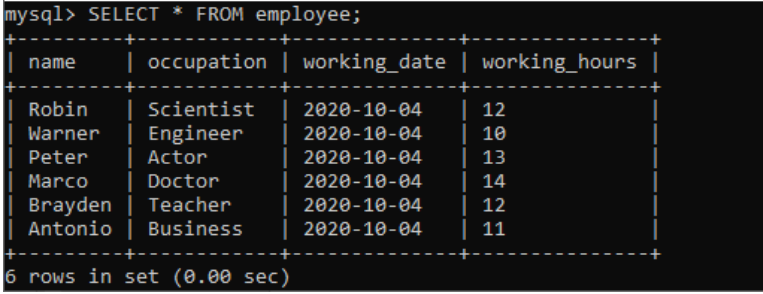 mysql> SELECT * FROM employee;
+---------+------------+--------------+---------------+
| name    | occupation | working_date | working_hours |
+---------+------------+--------------+---------------+
| Robin   | Scientist  | 2020-10-04   | 12            |
| Warner  | Engineer   | 2020-10-04   | 10            |
| Peter   | Actor      | 2020-10-04   | 13            |
| Marco   | Doctor     | 2020-10-04   | 14            |
| Brayden | Teacher    | 2020-10-04   | 12            |
| Antonio | Business   | 2020-10-04   | 11            |
+---------+------------+--------------+---------------+
6 rows in set (0.00 sec)